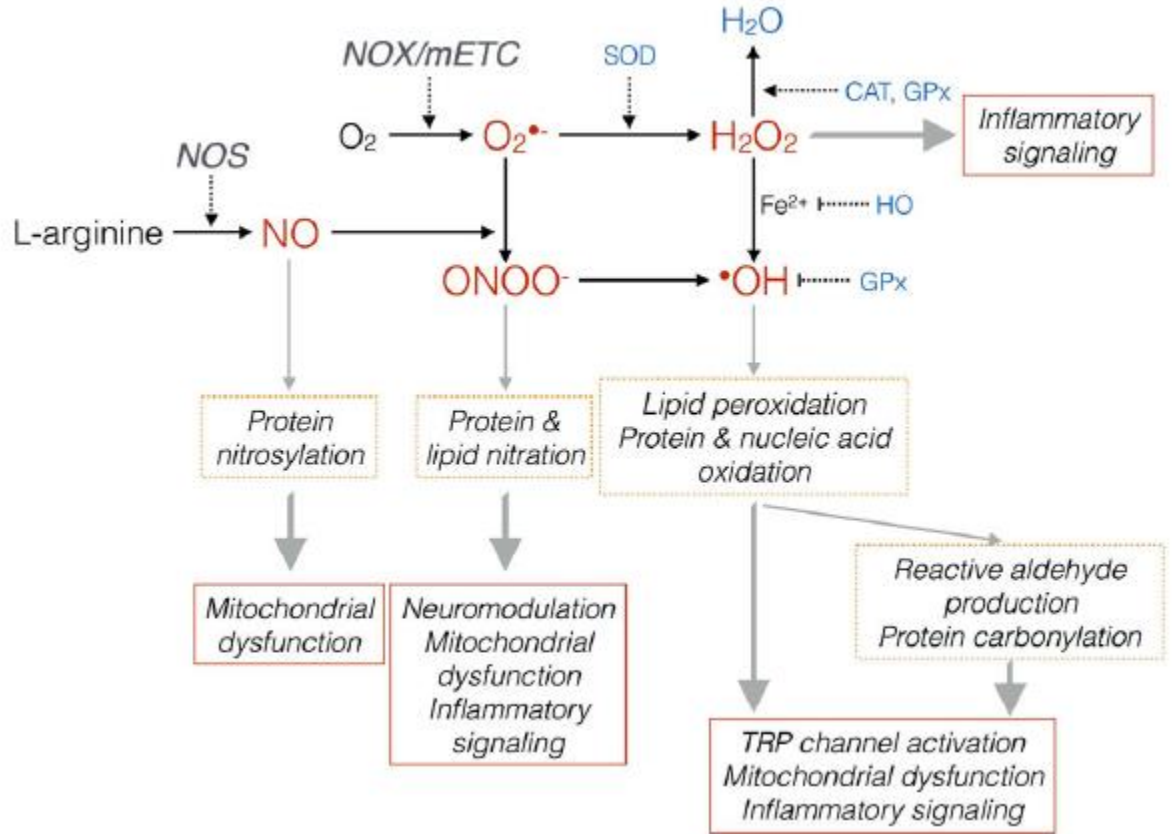 H₂O
NOX/mETC
SOD
CAT, GPx
O₂
O₂•-
H₂O₂
Inflammatory
signaling
NOS
Fe²⁺
HO
L-arginine
NO
ONOO⁻
•OH
GPx
Protein
nitrosylation
Protein &
lipid nitration
Lipid peroxidation
Protein & nucleic acid
oxidation
Reactive aldehyde
production
Protein carbonylation
Mitochondrial
dysfunction
Neuromodulation
Mitochondrial
dysfunction
Inflammatory
signaling
TRP channel activation
Mitochondrial dysfunction
Inflammatory signaling